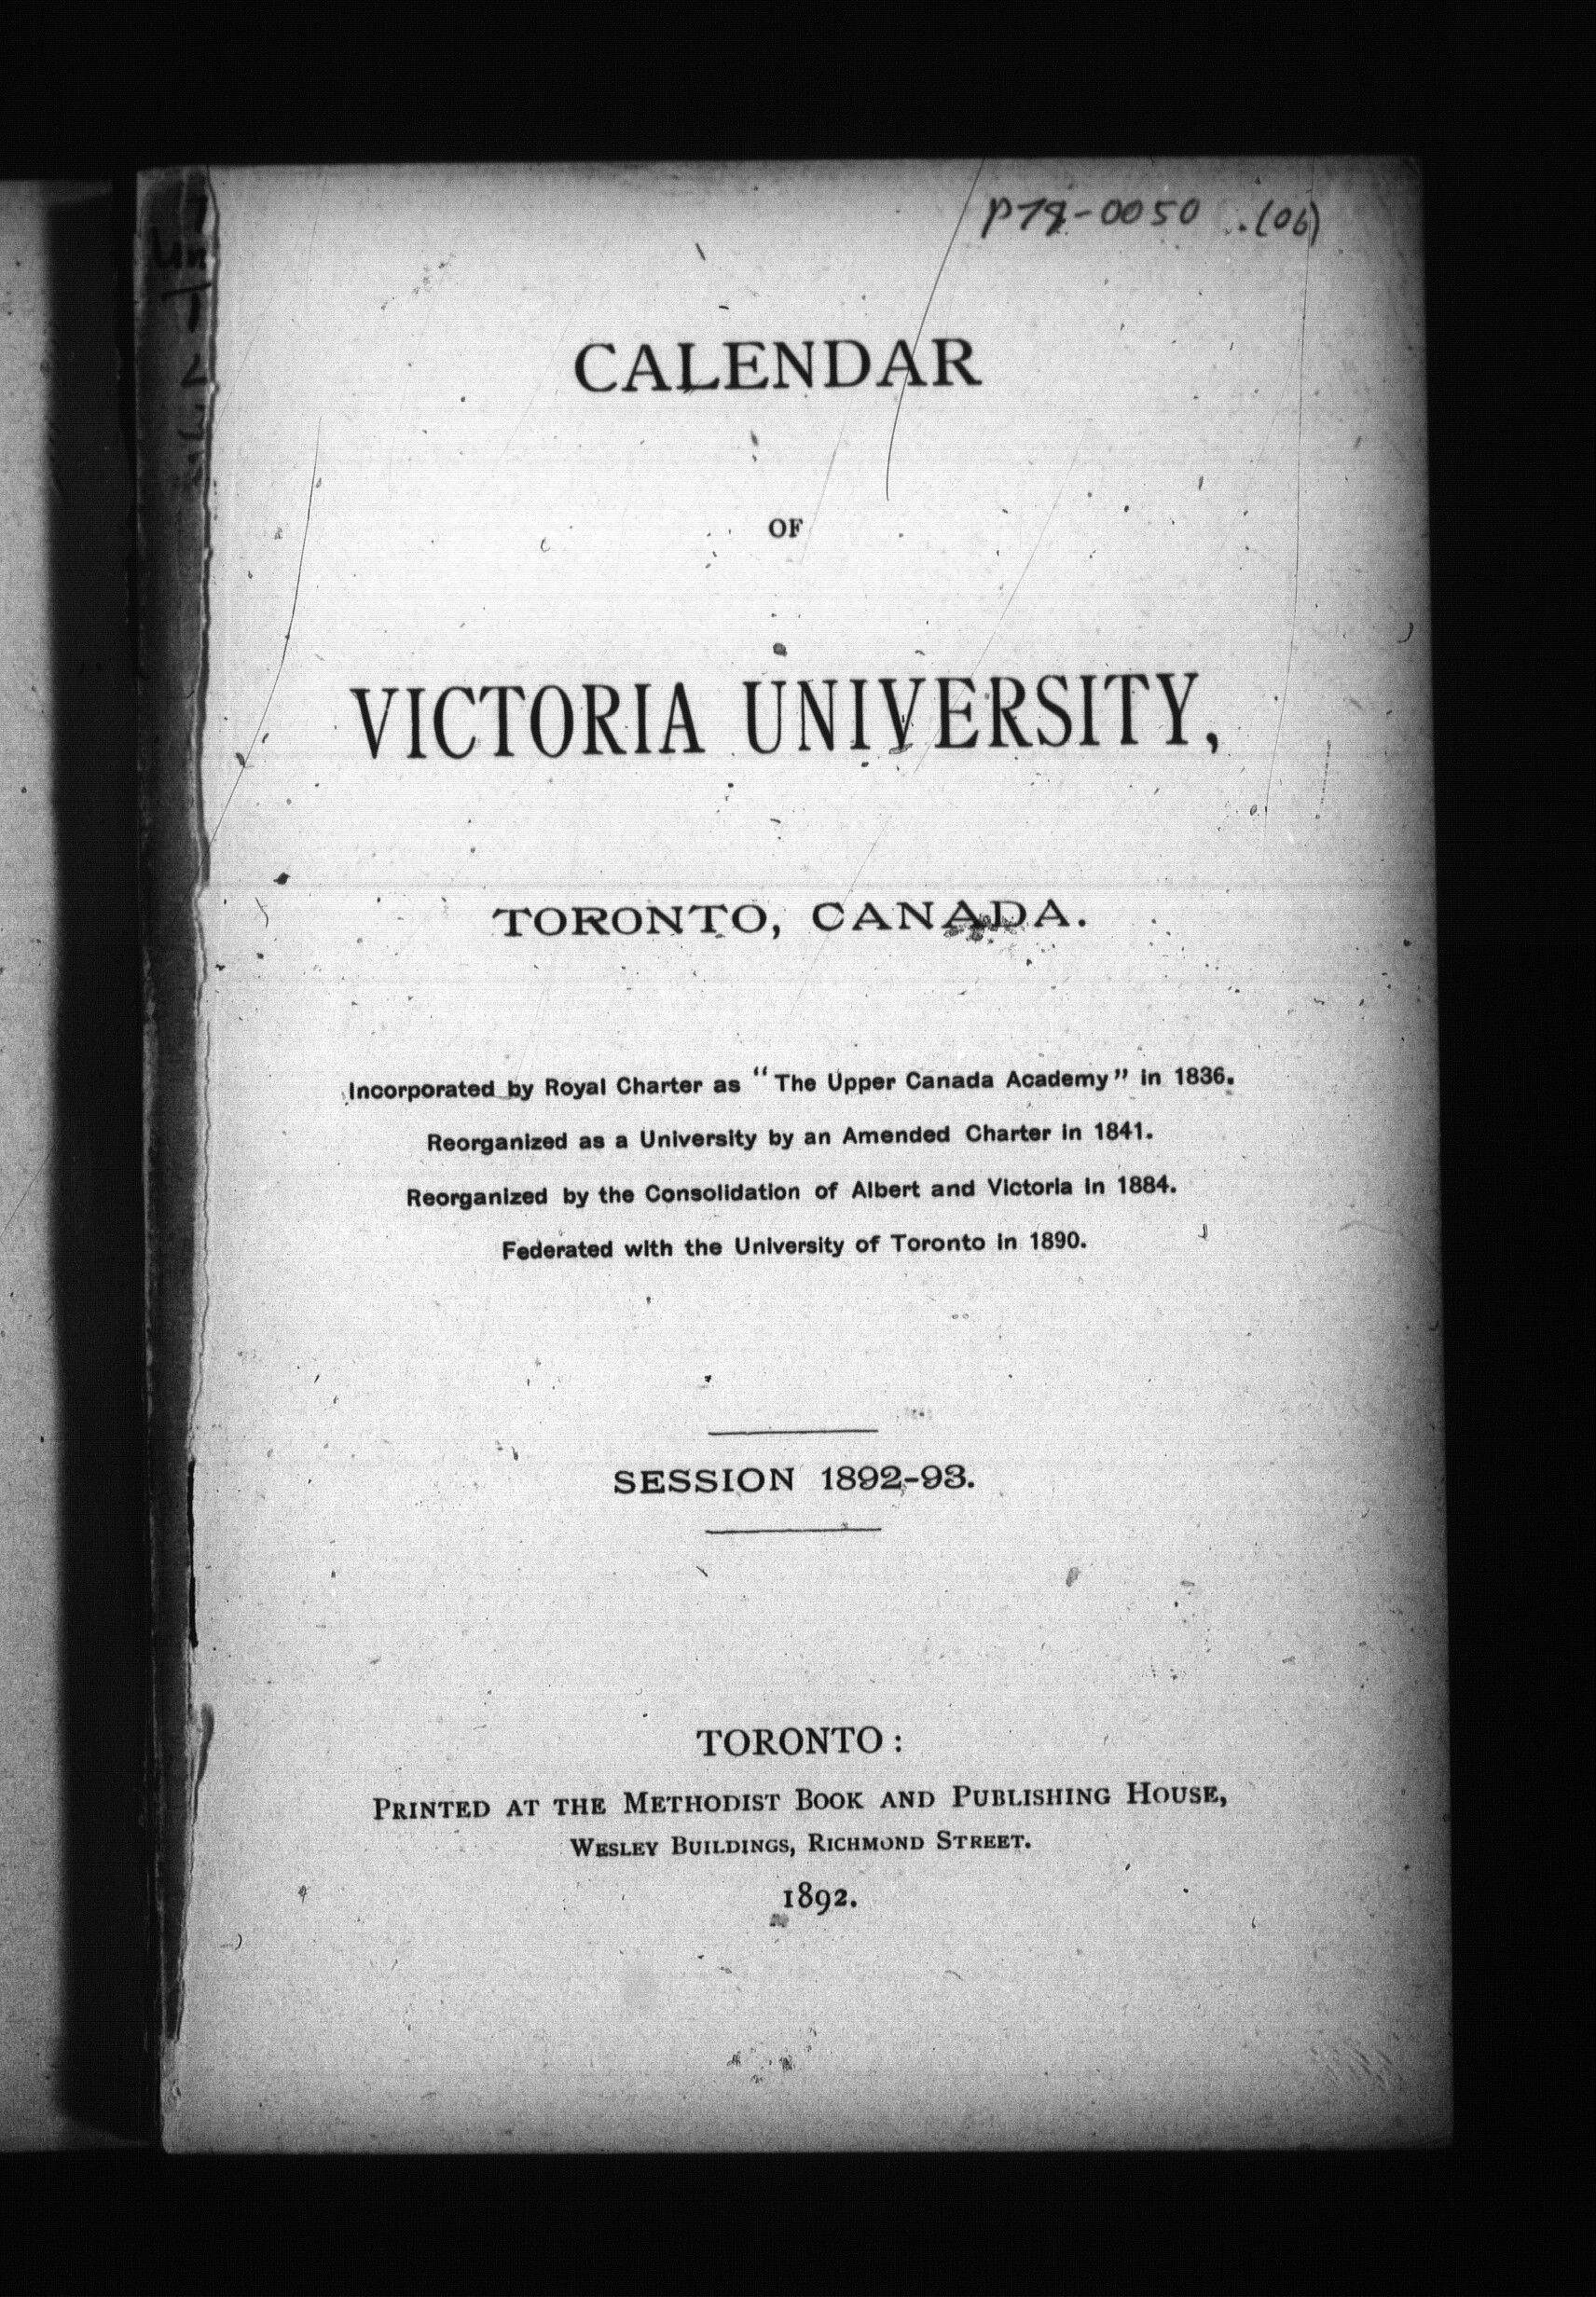 P79-0050 .(06)
CALENDAR
OF
VICTORIA UNIVERSITY,
TORONTO, CANADA.
Incorporated by Royal Charter as "The Upper Canada Academy" in 1836.
Reorganized as a University by an Amended Charter in 1841.
Reorganized by the Consolidation of Albert and Victoria in 1884.
Federated with the University of Toronto in 1890.
SESSION 1892-93.
TORONTO:
PRINTED AT THE METHODIST BOOK AND PUBLISHING HOUSE,
WESLEY BUILDINGS, RICHMOND STREET.
1892.